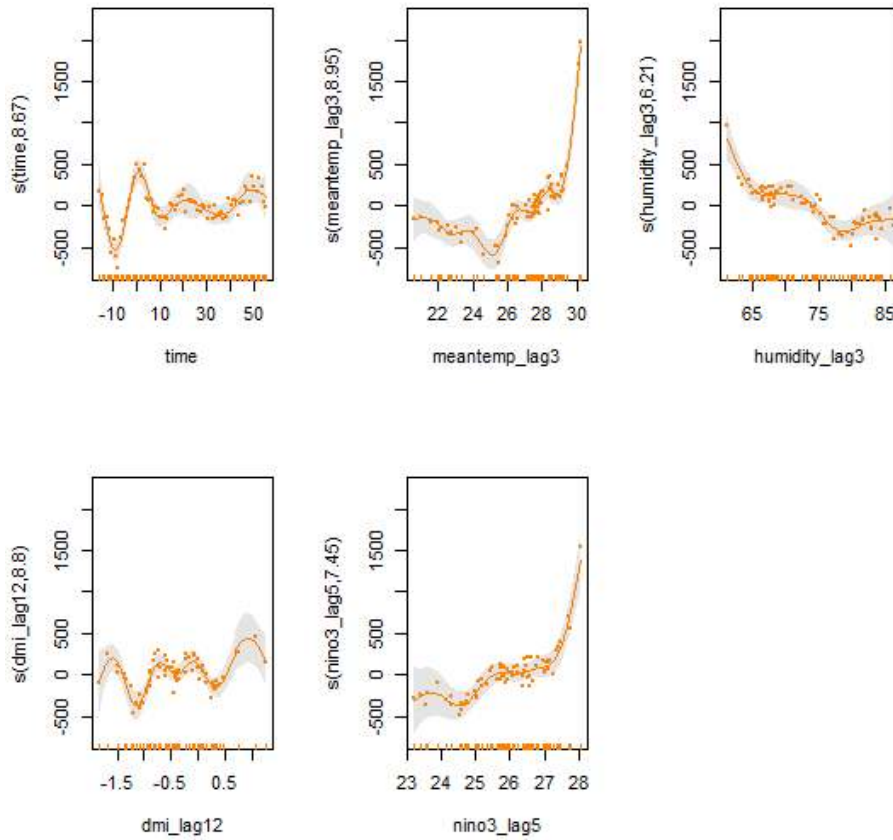 s(time,8.67)
1500
500
0
-500
-10 0 10 30 50
time
s(meantemp_lag3,8.95)
1500
500
0
-500
22 24 26 28 30
meantemp_lag3
s(humidity_lag3,6.21)
1500
500
0
-500
65 75 85
humidity_lag3
s(dmi_lag12,8.8)
1500
500
0
-500
-1.5 -0.5 0.5
dmi_lag12
s(nino3_lag5,7.45)
1500
500
0
-500
23 24 25 26 27 28
nino3_lag5